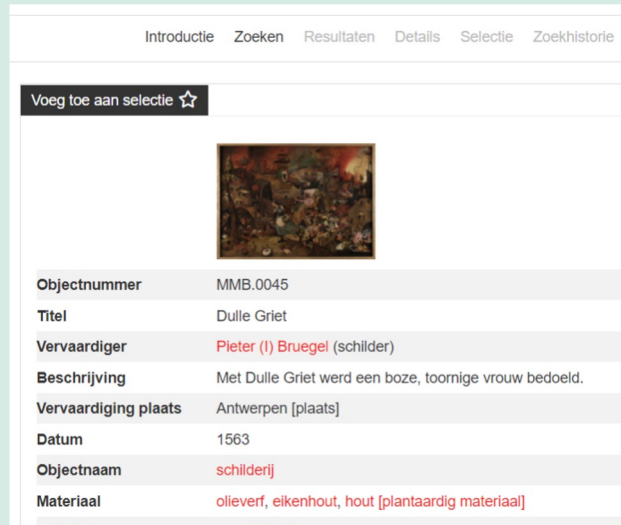 Introductie Zoeken Resultaten Details Selectie Zoekhistorie
Voeg toe aan selectie
Objectnummer MMB.0045
Titel Dulle Griet
Vervaardiger Pieter (I) Bruegel (schilder)
Beschrijving Met Dulle Griet werd een boze, toornige vrouw bedoeld.
Vervaardiging plaats Antwerpen [plaats]
Datum 1563
Objectnaam schilderij
Materiaal olieverf, eikenhout, hout [plantaardig materiaal]